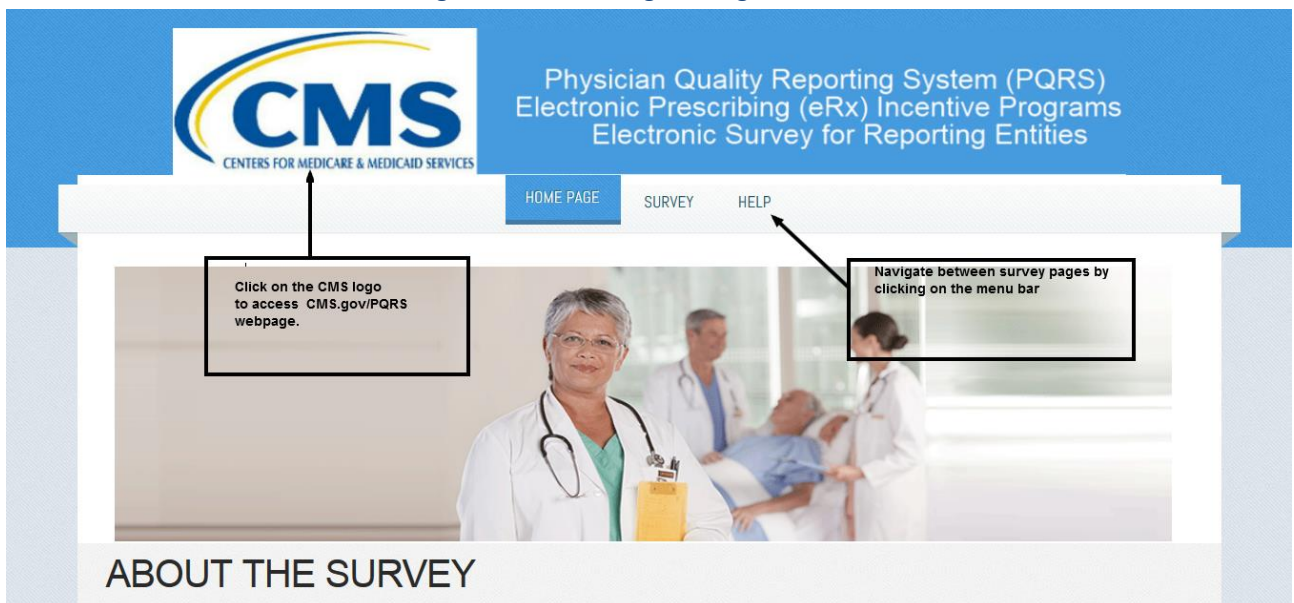 CMS
CENTERS FOR MEDICARE & MEDICAID SERVICES
Physician Quality Reporting System (PQRS)
Electronic Prescribing (eRx) Incentive Programs
Electronic Survey for Reporting Entities
HOME PAGE SURVEY HELP
Click on the CMS logo
to access CMS.gov/PQRS
webpage.
Navigate between survey pages by
clicking on the menu bar
ABOUT THE SURVEY